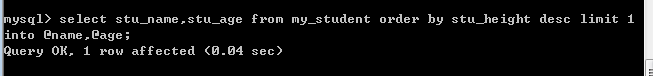 mysql> select stu_name,stu_age from my_student order by stu_height desc limit 1
into @name,@age;
Query OK, 1 row affected (0.04 sec)